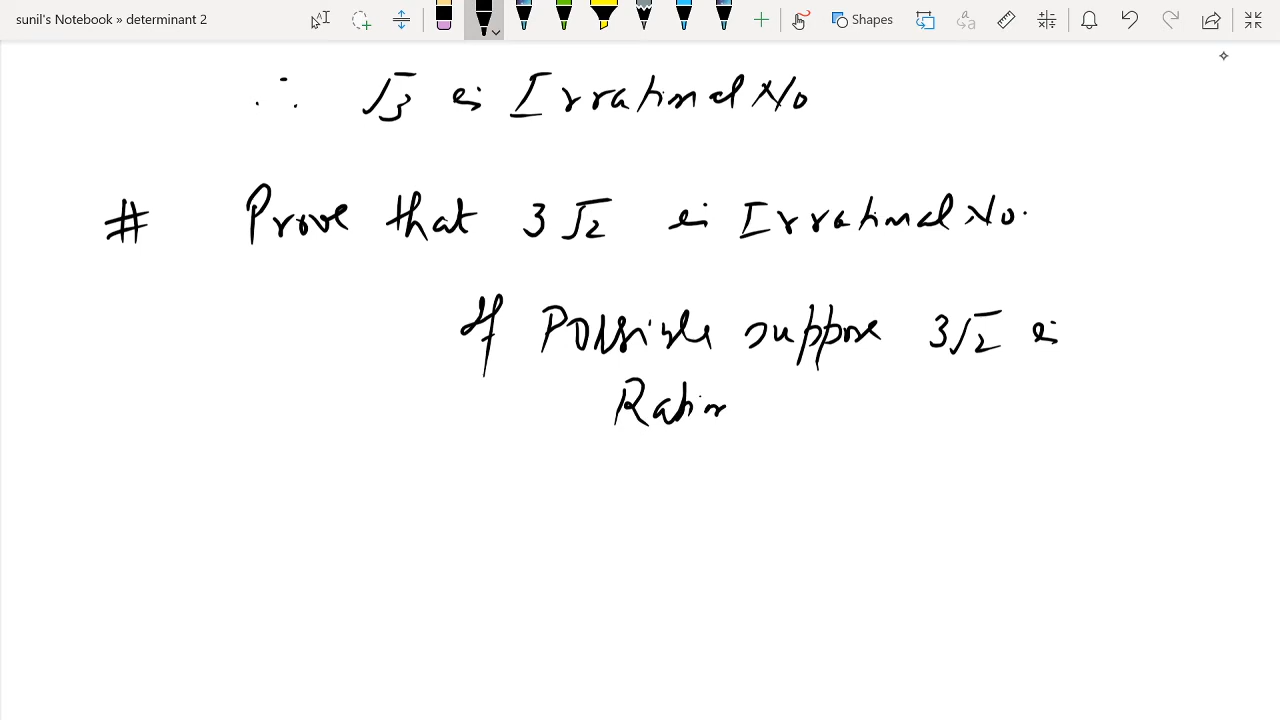 sunil's Notebook » determinant 2
Shapes
∴ √3 is Irrational No
# Prove that 3√2 is Irrational No.
If Possible suppose 3√2 is
Ration